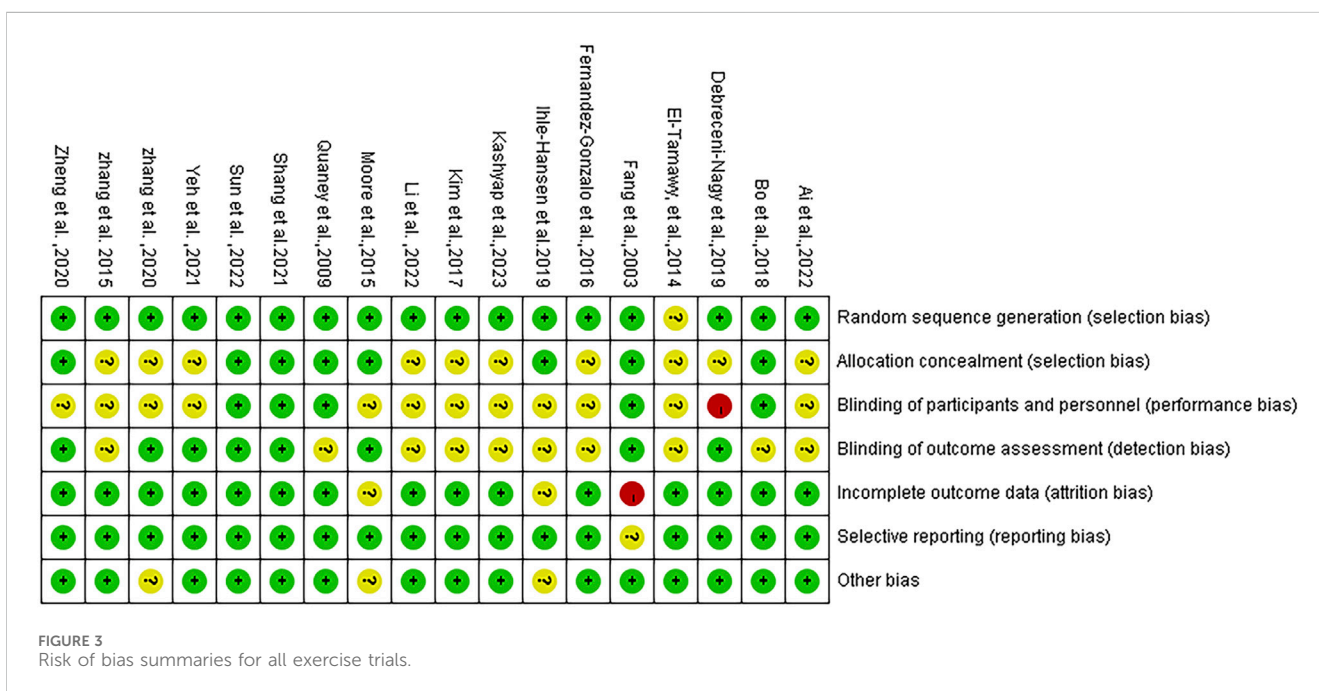 Zheng et al.,2020
zhang et al. 2015
zhang et al.,2020
Yeh et al., 2021
Sun et al., 2022
Shang et al.2021
Quaney et al.,2009
Moore et al.,2015
Li et al.,2022
Kim et al.,2017
Kashyap et al.,2023
Ihle-Hansen et al.2019
Fernandez-Gonzalo et al.,2016
Fang et al.,2003
El-Tamawy, et al.,2014
Debreceni-Nagy et al.,2019
Bo et al.,2018
Ai et al.,2022
+ + + + + + + + + + + + + + ? + + + Random sequence generation (selection bias)
+ ? ? ? + + + + ? ? ? + ? + ? ? + ? Allocation concealment (selection bias)
? ? ? ? + + + ? ? ? ? ? ? + ? – + ? Blinding of participants and personnel (performance bias)
+ ? + + + + ? + ? ? ? ? ? + ? + ? ? Blinding of outcome assessment (detection bias)
+ + + + + + + ? + + + ? + – + + + + Incomplete outcome data (attrition bias)
+ + + + + + + + + + + + + ? + + + + Selective reporting (reporting bias)
+ + ? + + + + ? + + + ? + + + + + + Other bias
FIGURE 3
Risk of bias summaries for all exercise trials.